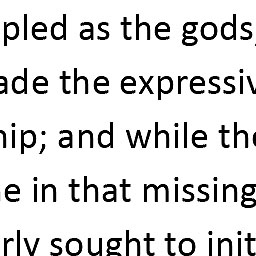 pled as the gods,
ade the expressiv
hip; and while the
e in that missing
rly sought to init